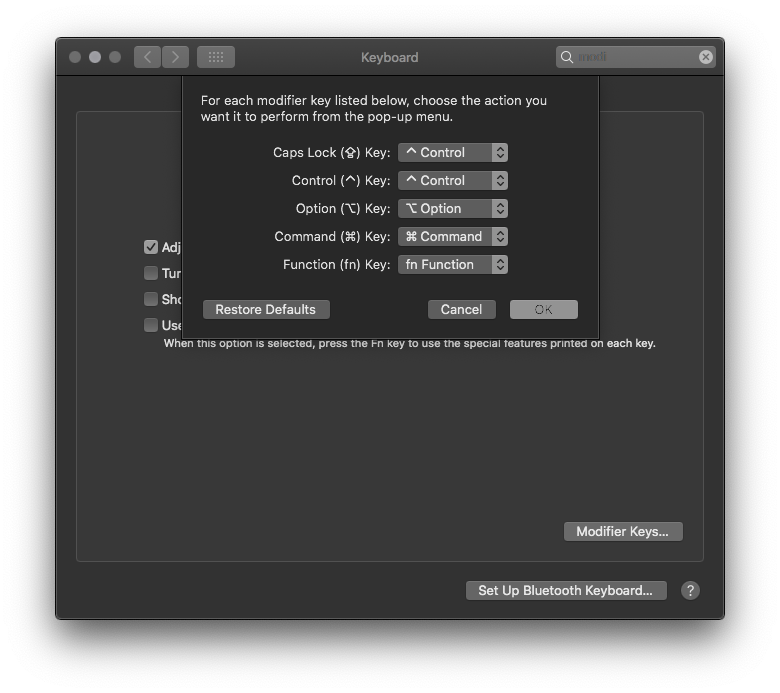 Keyboard
modi
For each modifier key listed below, choose the action you
want it to perform from the pop-up menu.
Caps Lock (⇪) Key: ^ Control
Control (^) Key: ^ Control
Option (⌥) Key: ⌥ Option
Command (⌘) Key: ⌘ Command
Function (fn) Key: fn Function
Adj
Tur
Sho
Use
Restore Defaults Cancel OK
When this option is selected, press the Fn key to use the special features printed on each key.
Modifier Keys...
Set Up Bluetooth Keyboard... ?